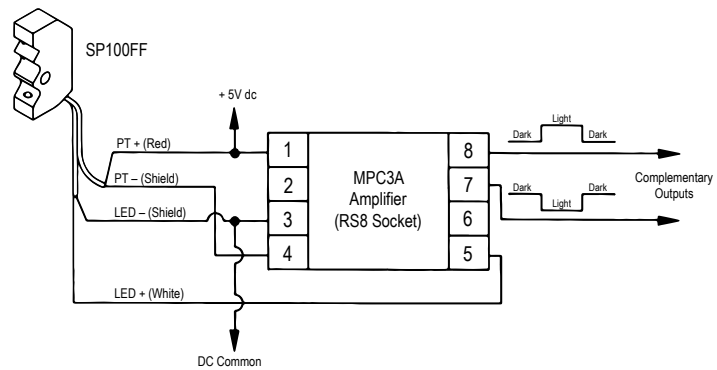 SP100FF
+ 5V dc
PT + (Red)
PT – (Shield)
LED – (Shield)
LED + (White)
DC Common
1
2
3
4
MPC3A
Amplifier
(RS8 Socket)
8
7
6
5
Dark
Light
Dark
Dark
Light
Dark
Complementary
Outputs